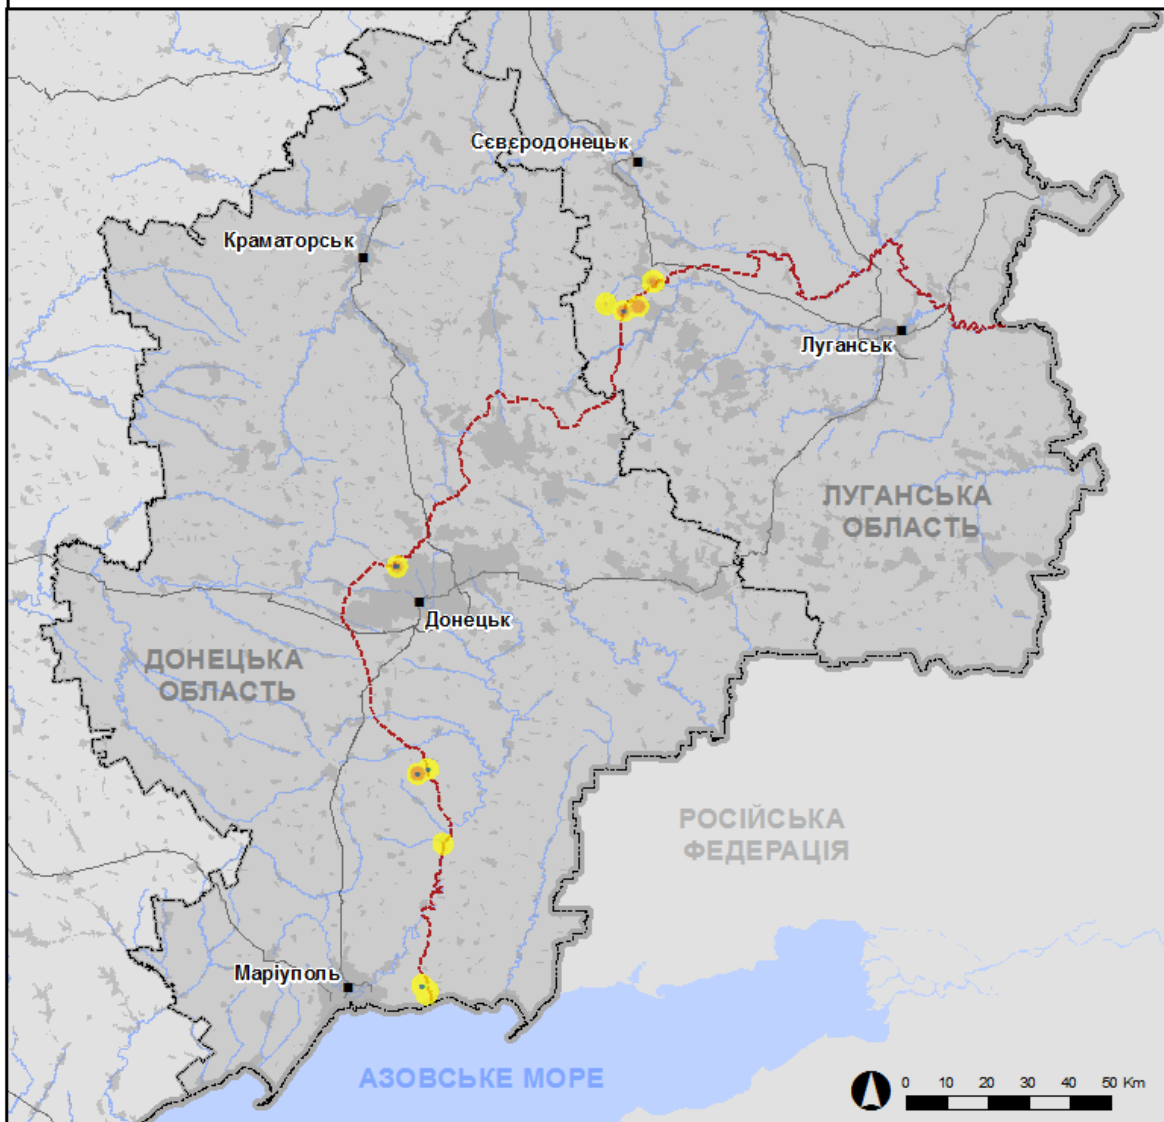 Сєвєродонецьк
Краматорськ
Луганськ
ЛУГАНСЬКА
ОБЛАСТЬ
Донецьк
ДОНЕЦЬКА
ОБЛАСТЬ
РОСІЙСЬКА
ФЕДЕРАЦІЯ
Маріуполь
АЗОВСЬКЕ МОРЕ
0 10 20 30 40 50 Km